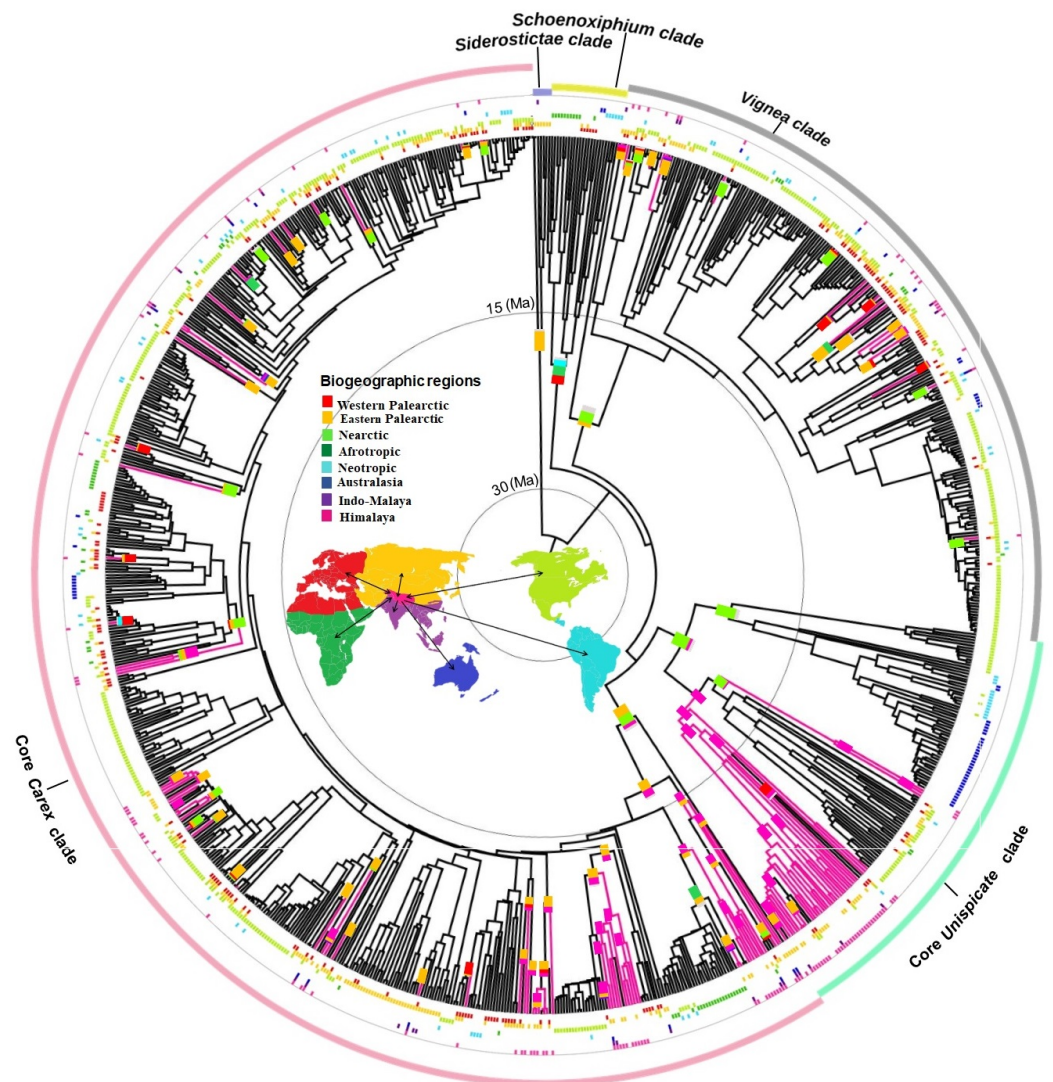 Schoenoxiphium clade
Siderostictae clade
Vignea clade
15 (Ma)
Biogeographic regions
Western Palearctic
Eastern Palearctic
Nearctic
Afrotropic
Neotropic
Australasia
Indo-Malaya
Himalaya
30 (Ma)
Core Carex clade
Core Unispicate clade